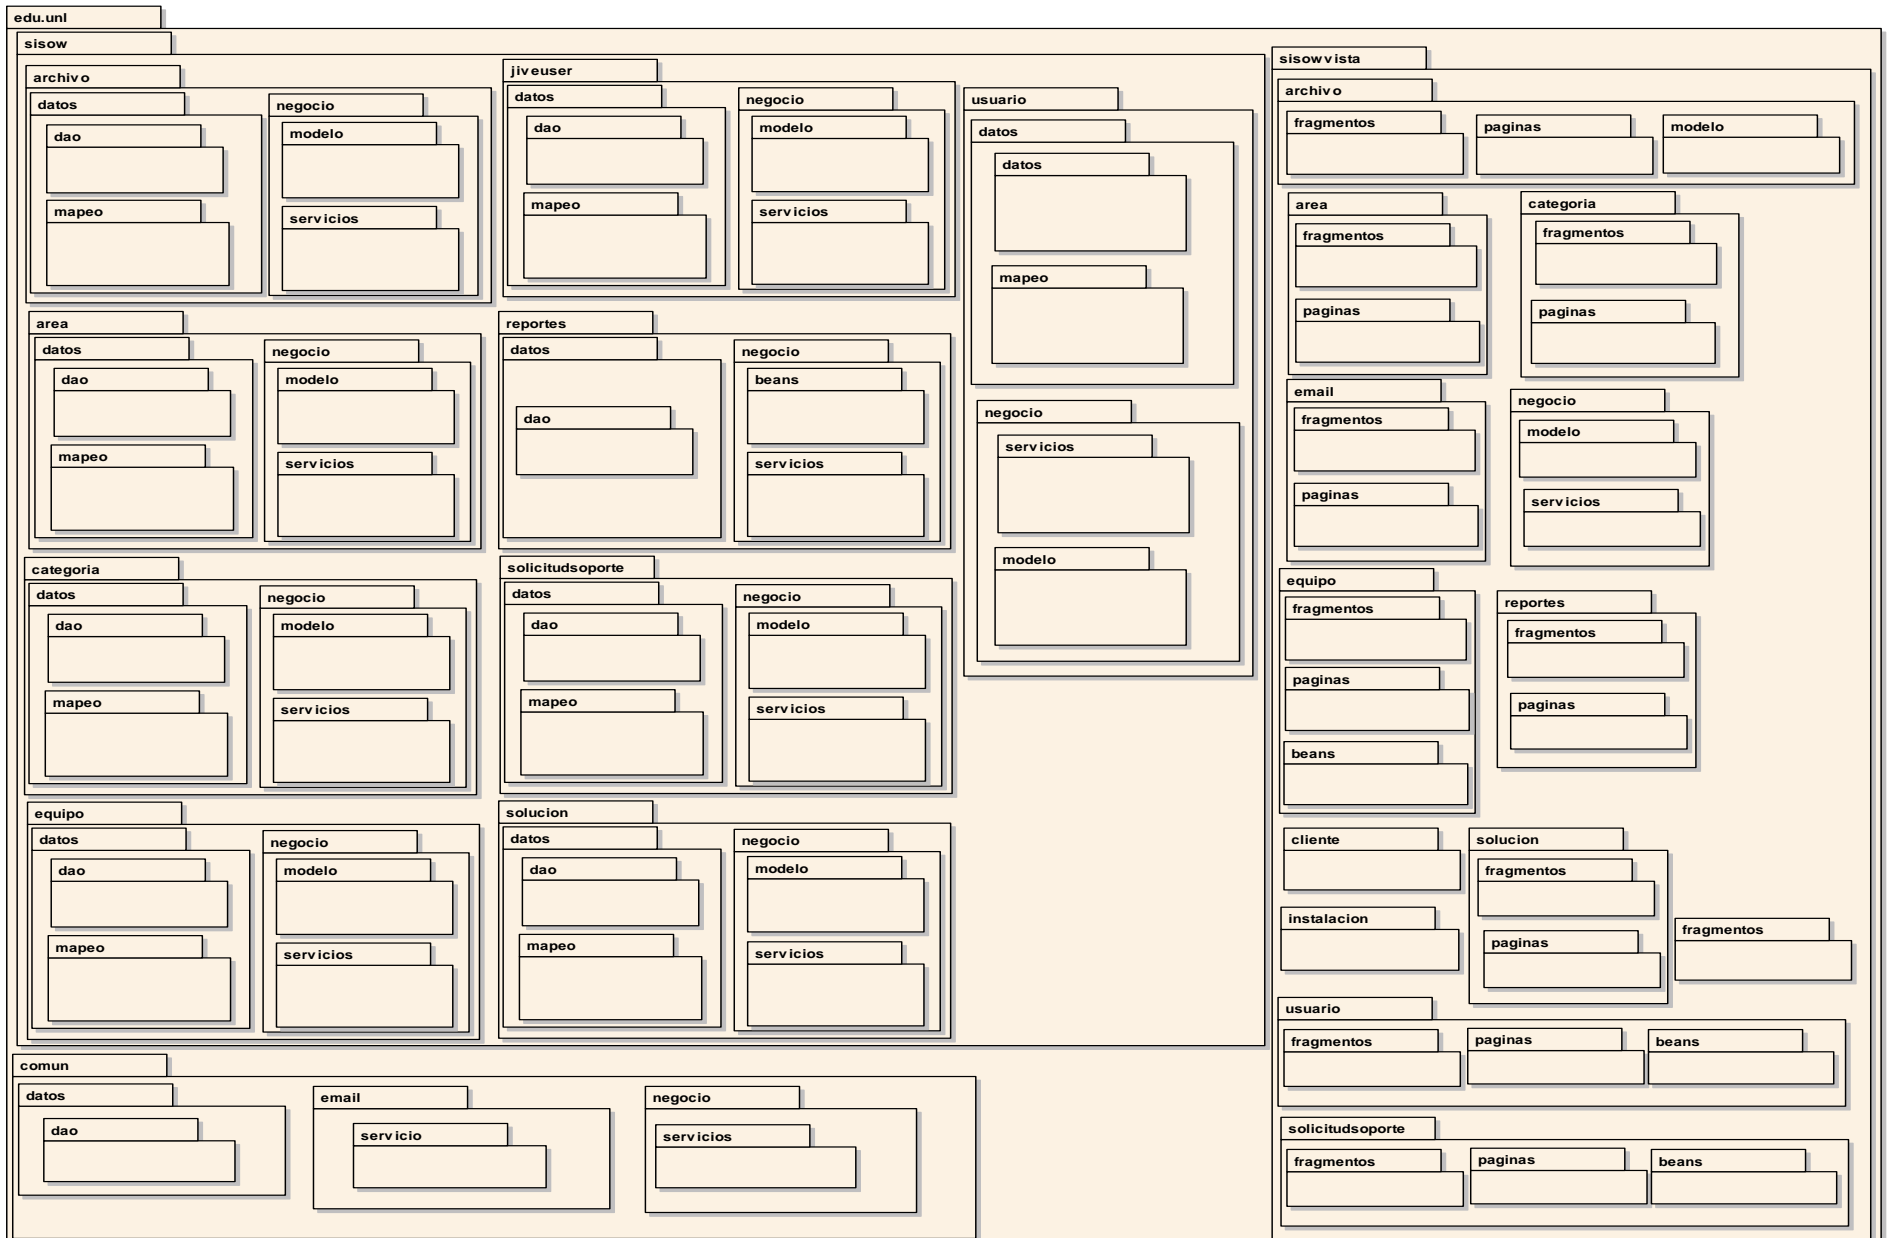 edu.unl
sisow
archivo
datos
dao
mapeo
negocio
modelo
servicios
jiveuser
datos
dao
mapeo
negocio
modelo
servicios
usuario
datos
datos
mapeo
negocio
servicios
modelo
area
datos
dao
mapeo
negocio
modelo
servicios
reportes
datos
dao
negocio
beans
servicios
categoria
datos
dao
mapeo
negocio
modelo
servicios
solicitudsoporte
datos
dao
mapeo
negocio
modelo
servicios
equipo
datos
dao
mapeo
negocio
modelo
servicios
solucion
datos
dao
mapeo
negocio
modelo
servicios
comun
datos
dao
email
servicio
negocio
servicios
sisowvista
archivo
fragmentos
paginas
modelo
area
fragmentos
paginas
categoria
fragmentos
paginas
email
fragmentos
paginas
negocio
modelo
servicios
equipo
fragmentos
paginas
beans
reportes
fragmentos
paginas
cliente
instalacion
solucion
fragmentos
paginas
fragmentos
usuario
fragmentos
paginas
beans
solicitudsoporte
fragmentos
paginas
beans